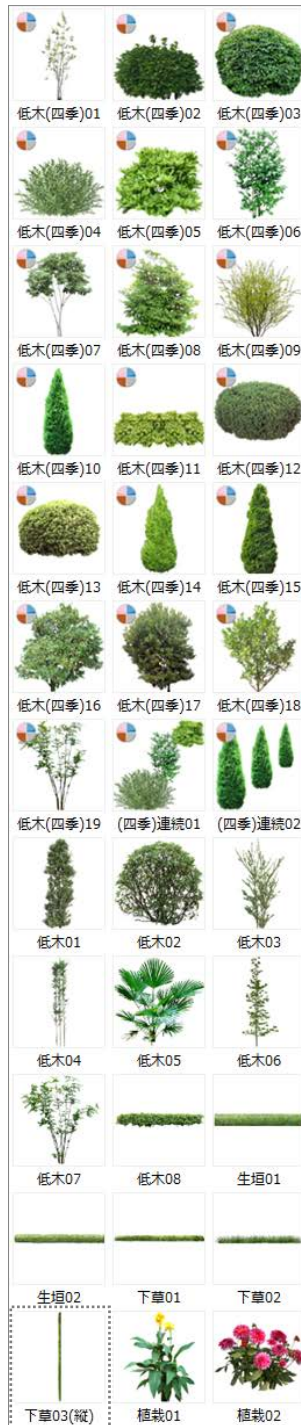 低木(四季)01
低木(四季)02
低木(四季)03
低木(四季)04
低木(四季)05
低木(四季)06
低木(四季)07
低木(四季)08
低木(四季)09
低木(四季)10
低木(四季)11
低木(四季)12
低木(四季)13
低木(四季)14
低木(四季)15
低木(四季)16
低木(四季)17
低木(四季)18
低木(四季)19
(四季)連続01
(四季)連続02
低木01
低木02
低木03
低木04
低木05
低木06
低木07
低木08
生垣01
生垣02
下草01
下草02
下草03(縦)
植栽01
植栽02